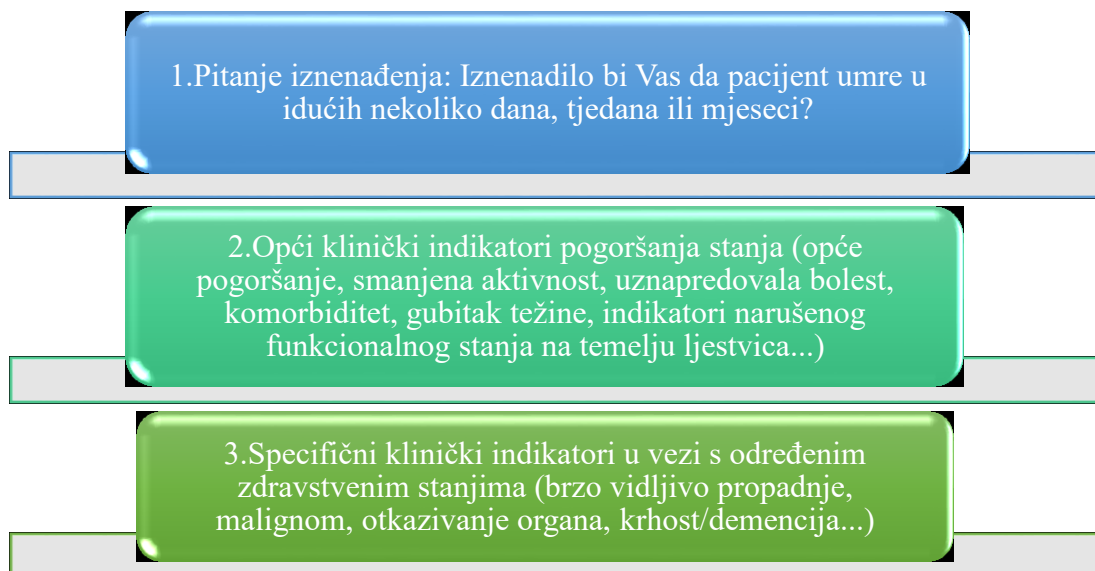 1.Pitanje iznenađenja: Iznenadilo bi Vas da pacijent umre u
idućih nekoliko dana, tjedana ili mjeseci?
2.Opći klinički indikatori pogoršanja stanja (opće
pogoršanje, smanjena aktivnost, uznapredovala bolest,
komorbiditet, gubitak težine, indikatori narušenog
funkcionalnog stanja na temelju ljestvica...)
3.Specifični klinički indikatori u vezi s određenim
zdravstvenim stanjima (brzo vidljivo propadnje,
malignom, otkazivanje organa, krhost/demencija...)